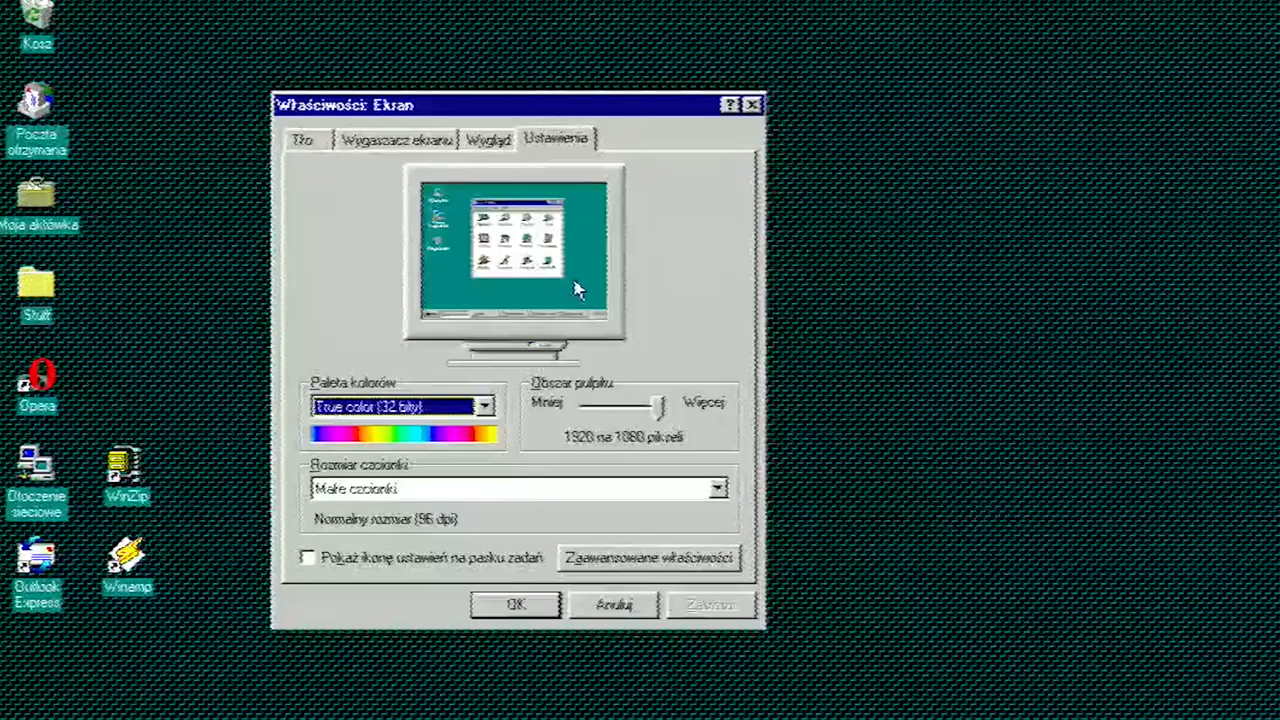 Kosz
Poczta
otrzymana
Moja aktówka
Stuff
Opera
Otoczenie
sieciowe
WinZip
Outlook
Express
Winamp
Właściwości: Ekran
Tło
Wygaszacz ekranu
Wygląd
Ustawienia
Paleta kolorów
True color (32 bity)
Obszar pulpitu
Mniej
Więcej
1920 na 1080 pikseli
Rozmiar czcionki
Małe czcionki
Normalny rozmiar (96 dpi)
Pokaż ikonę ustawień na pasku zadań
Zaawansowane właściwości
OK
Anuluj
Zastosuj